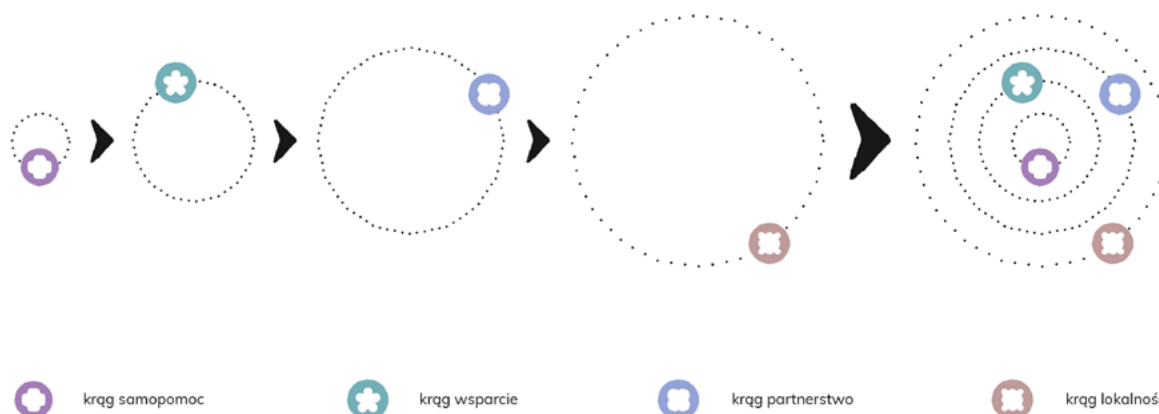 krąg samopomoc
krąg wsparcie
krąg partnerstwo
krąg lokalnoś